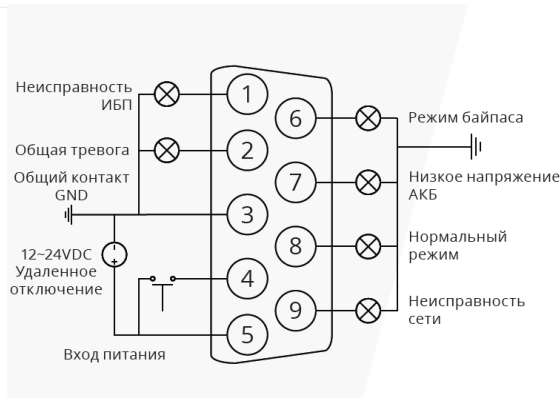 Неисправность
ИБП
1
6
Режим байпаса
Общая тревога
2
Общий контакт
GND
7
Низкое напряжение
АКБ
3
12~24VDC
Удаленное
отключение
8
Нормальный
режим
4
9
Неисправность
сети
5
Вход питания